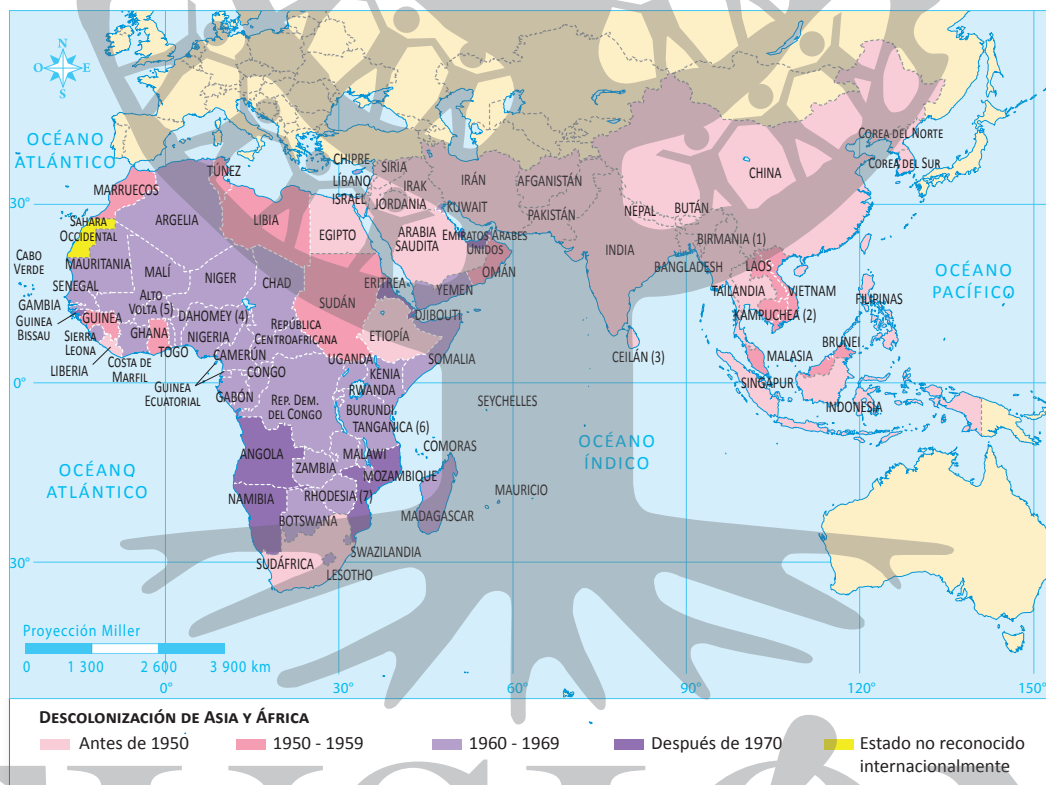 N
O E
S
OCÉANO
ATLÁNTICO
CHIPRE
SIRIA
LÍBANO
ISRAEL
IRAK
JORDANIA
IRÁN
KUWAIT
AFGANISTÁN
PAKISTÁN
CHINA
COREA DEL NORTE
COREA DEL SUR
NEPAL
BUTÁN
TÚNEZ
MARRUECOS
30°
SAHARA
OCCIDENTAL
ARGELIA
LIBIA
EGIPTO
ARABIA
SAUDITA
EMIRATOS ÁRABES
UNIDOS
OMÁN
YEMEN
INDIA
BIRMANIA (1)
BANGLADESH
LAOS
TAILANDIA
VIETNAM
KAMPUCHEA (2)
FILIPINAS
OCÉANO
PACÍFICO
CABO
VERDE
MAURITANIA
MALÍ
NIGER
CHAD
SUDÁN
ERITREA
DJIBOUTI
SENEGAL
GAMBIA
GUINEA
BISSAU
GUINEA
SIERRA
LEONA
LIBERIA
COSTA DE
MARFIL
ALTO
VOLTA (5)
GHANA
TOGO
DAHOMEY (4)
NIGERIA
CAMERÚN
GUINEA
ECUATORIAL
REPÚBLICA
CENTROAFRICANA
ETIOPÍA
SOMALIA
UGANDA
KENIA
CEILÁN (3)
MALASIA
BRUNEI
SINGAPUR
INDONESIA
0°
CONGO
GABÓN
REP. DEM.
DEL CONGO
RWANDA
BURUNDI
TANGANICA (6)
SEYCHELLES
OCÉANO
ÍNDICO
OCÉANO
ATLÁNTICO
ANGOLA
ZAMBIA
MALAWI
MOZAMBIQUE
COMORAS
NAMIBIA
RHODESIA (7)
BOTSWANA
MADAGASCAR
MAURICIO
30°
SUDÁFRICA
SWAZILANDIA
LESOTHO
Proyección Miller
0 1 300 2 600 3 900 km
0° 30° 60° 90° 120° 150°
DESCOLONIZACIÓN DE ASIA Y ÁFRICA
Antes de 1950 1950 - 1959 1960 - 1969 Después de 1970 Estado no reconocido
internacionalmente